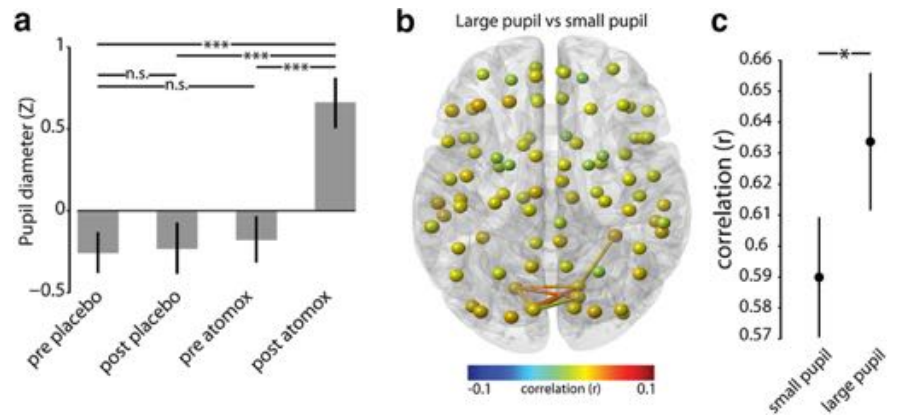 a
Pupil diameter (Z)
1
0.5
0
−0.5
***
***
***
n.s.
n.s.
pre placebo
post placebo
pre atomox
post atomox
b
Large pupil vs small pupil
-0.1
correlation (r)
0.1
c
correlation (r)
*
0.66
0.65
0.64
0.63
0.62
0.61
0.6
0.59
0.58
0.57
small pupil
large pupil